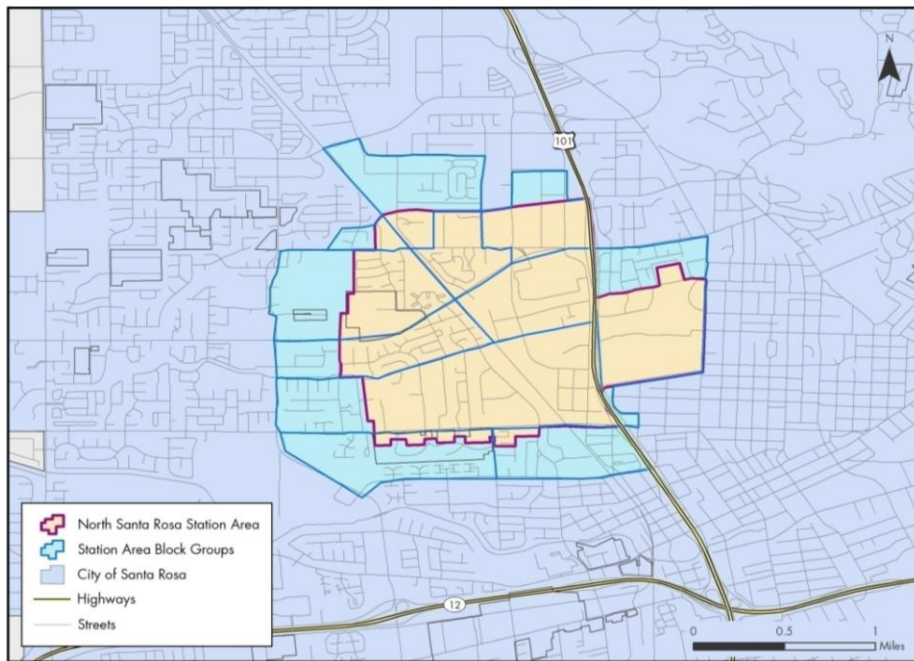 N
101
North Santa Rosa Station Area
Station Area Block Groups
City of Santa Rosa
Highways
Streets
12
0 0.5 1
Miles